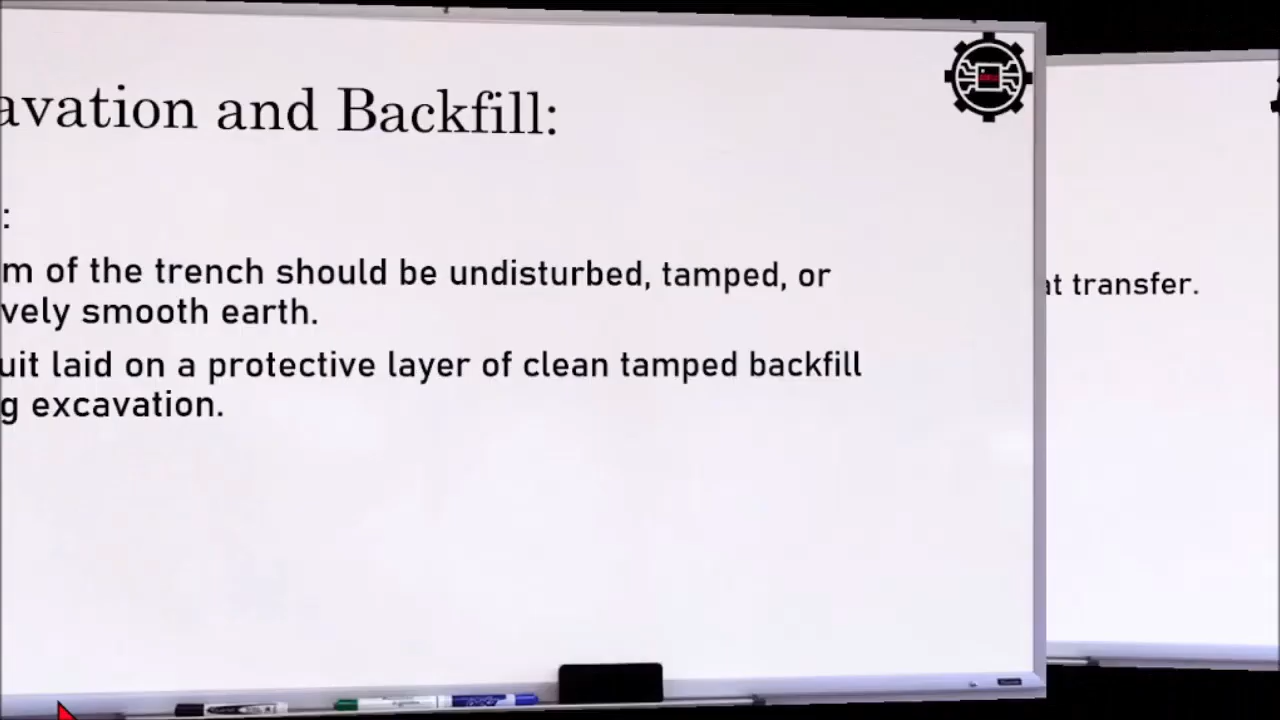 avation and Backfill:
:
m of the trench should be undisturbed, tamped, or
vely smooth earth.
uit laid on a protective layer of clean tamped backfill
g excavation.
at transfer.